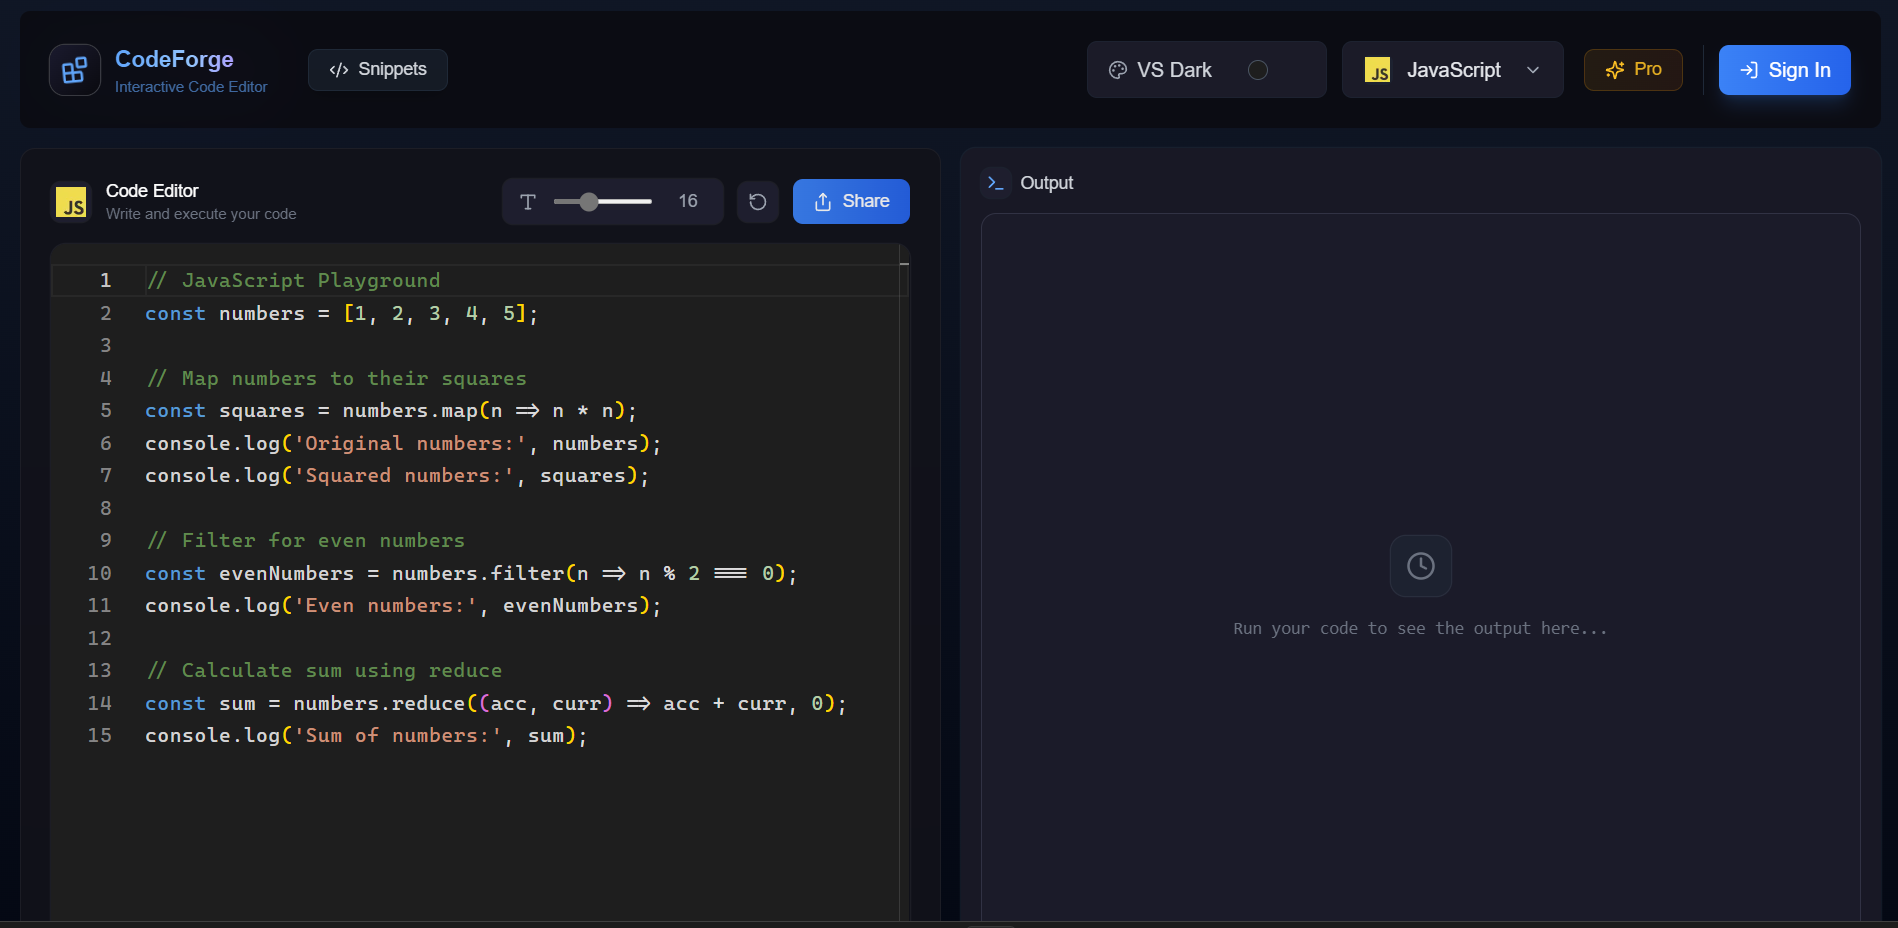 CodeForge
Interactive Code Editor
</> Snippets
VS Dark
JS
JavaScript
Pro
Sign In
JS
Code Editor
Write and execute your code
16
Share
1 // JavaScript Playground
2 const numbers = [1, 2, 3, 4, 5];
3
4 // Map numbers to their squares
5 const squares = numbers.map(n => n * n);
6 console.log('Original numbers:', numbers);
7 console.log('Squared numbers:', squares);
8
9 // Filter for even numbers
10 const evenNumbers = numbers.filter(n => n % 2 === 0);
11 console.log('Even numbers:', evenNumbers);
12
13 // Calculate sum using reduce
14 const sum = numbers.reduce((acc, curr) => acc + curr, 0);
15 console.log('Sum of numbers:', sum);
Output
Run your code to see the output here...